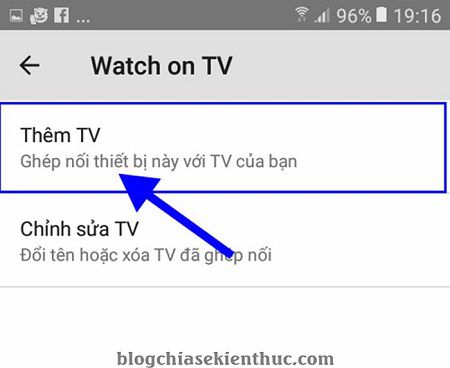 ... 96% 19:16
Watch on TV
Thêm TV
Ghép nối thiết bị này với TV của bạn
Chỉnh sửa TV
Đổi tên hoặc xóa TV đã ghép nối
blogchiasekienthuc.com